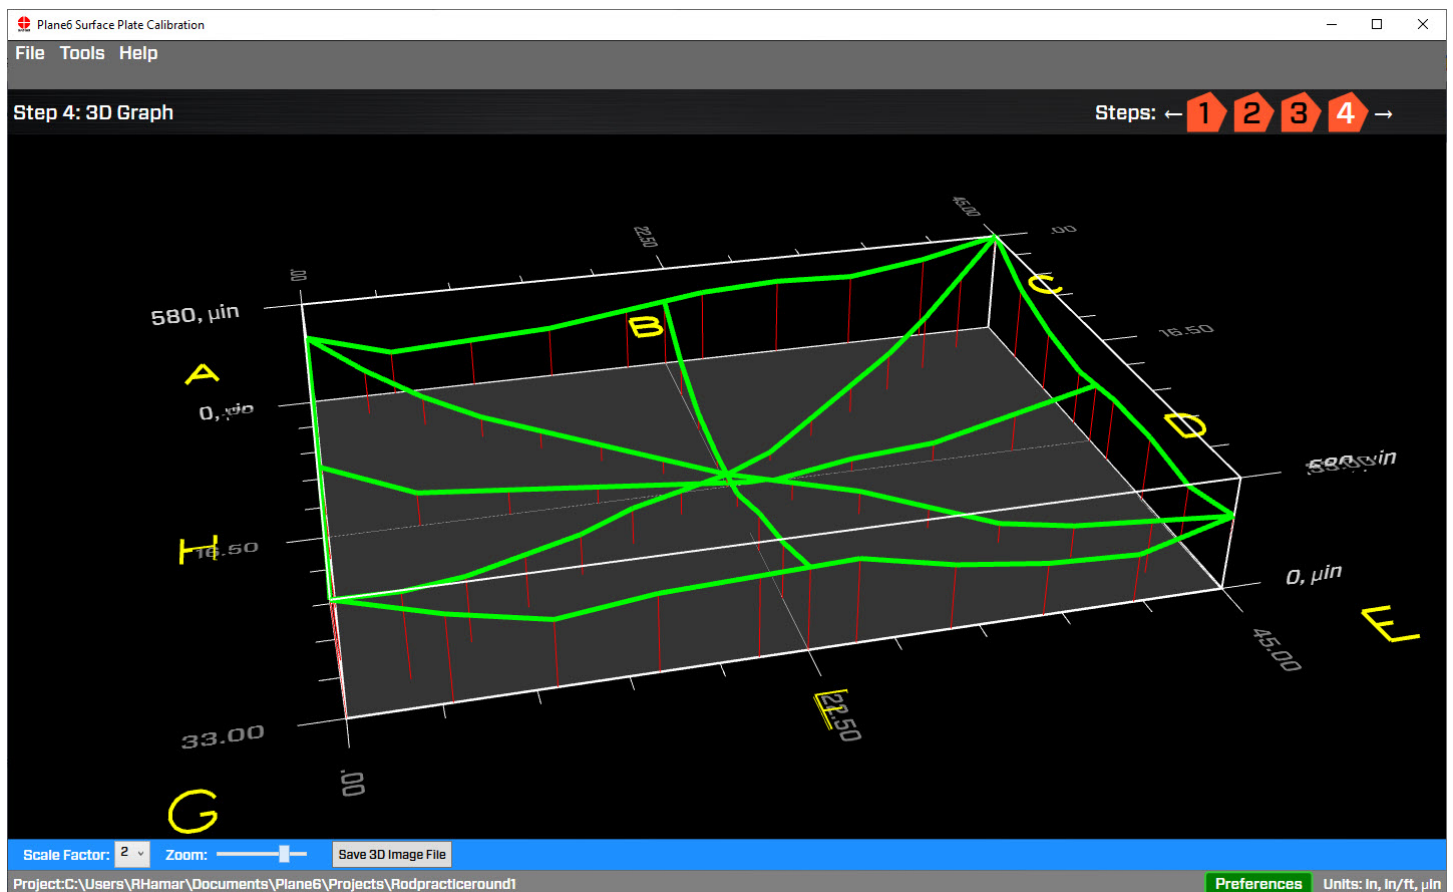 Plane6 Surface Plate Calibration
File Tools Help
Step 4: 3D Graph
Steps: ← 1 2 3 4 →
45.00
.00
22.50
.00
C
580, µin
B
16.50
A
0, µin
D
H
16.50
0, µin
E
45.00
33.00
22.50
.00
G
Scale Factor: 2 Zoom: Save 3D Image File
Project:C:\Users\RHamar\Documents\Plane6\Projects\Rodpracticeround1
Preferences Units: In, In/ft, µin